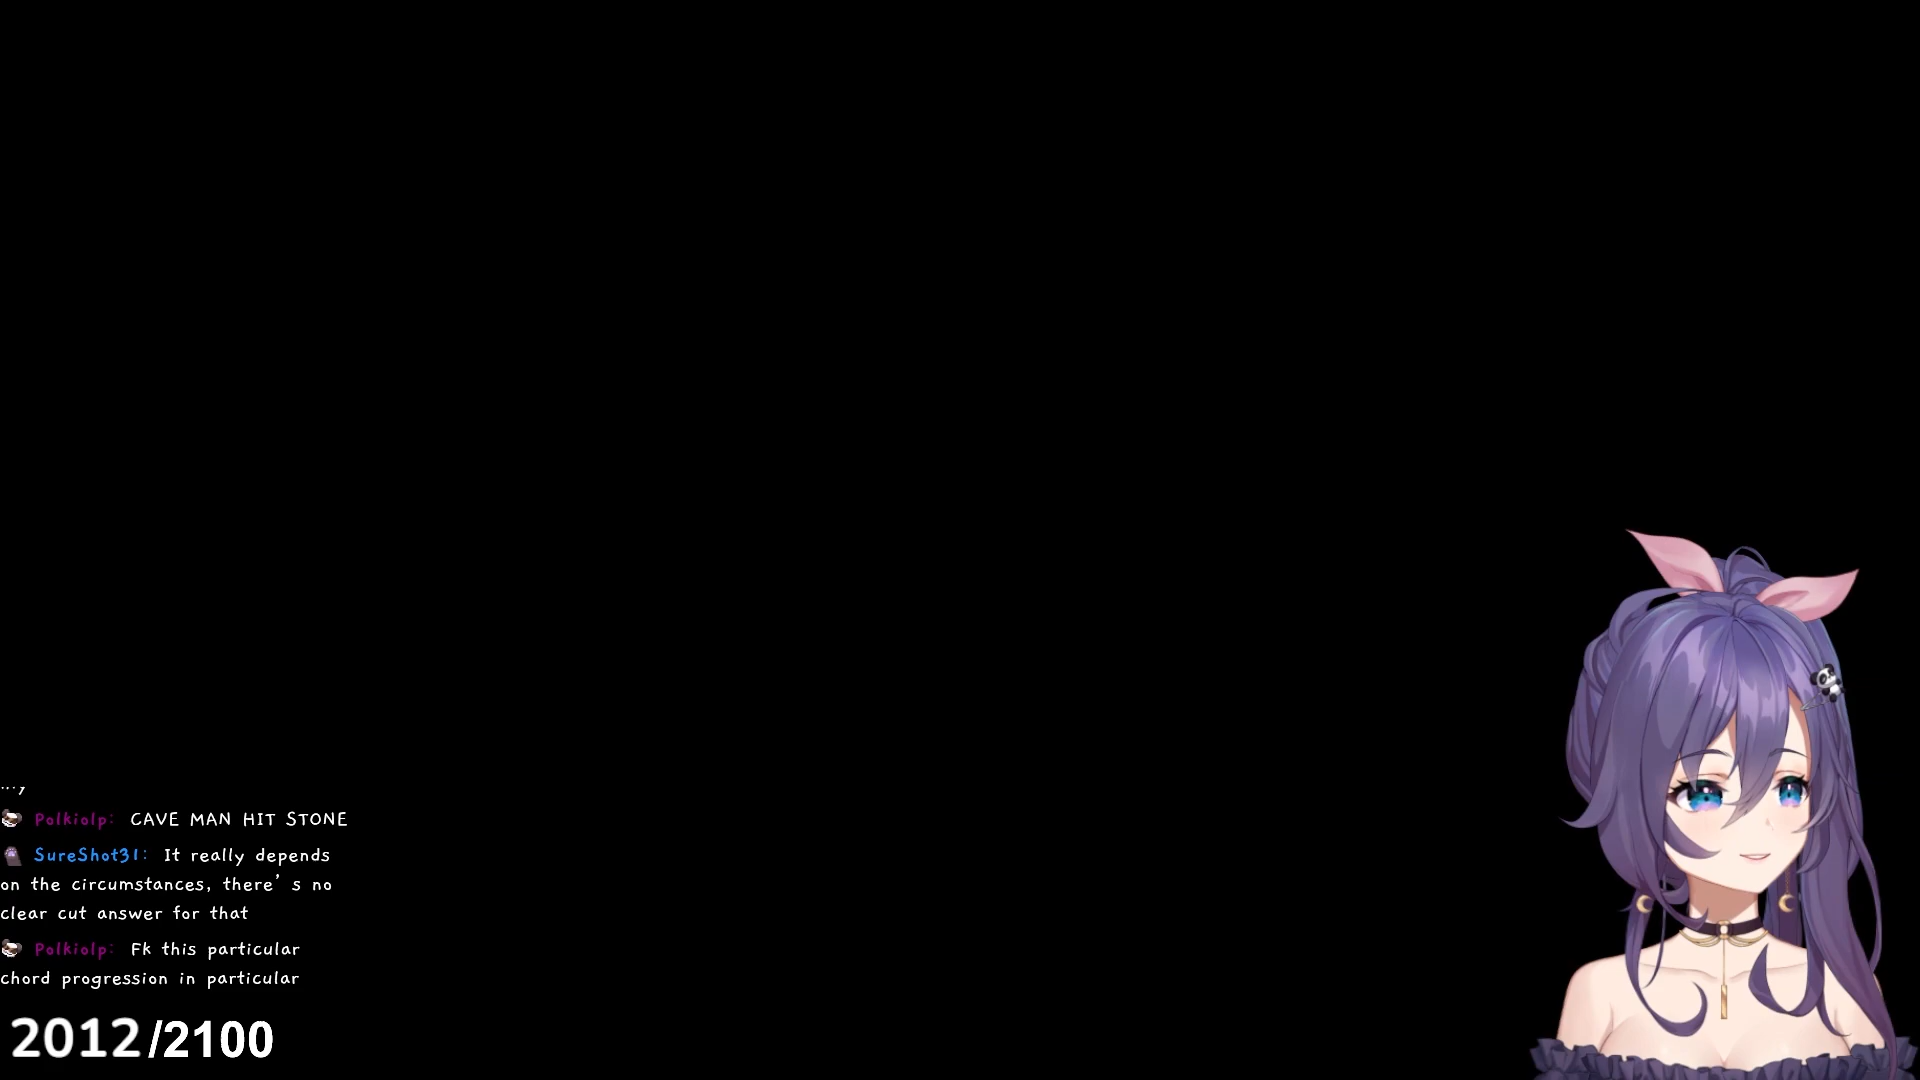 Polkiolp: CAVE MAN HIT STONE
SureShot31: It really depends
on the circumstances, there’s no
clear cut answer for that
Polkiolp: Fk this particular
chord progression in particular
2012/2100